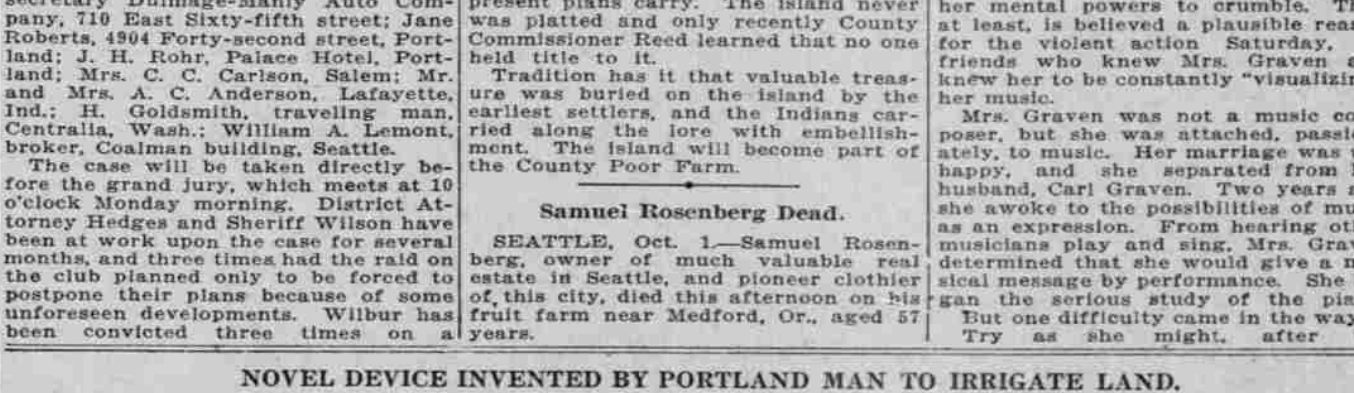 secretary Dulmage-Manly Auto Com-
pany, 710 East Sixty-fifth street; Jane
Roberts, 4904 Forty-second street, Port-
land; J. H. Rohr, Palace Hotel, Port-
land; Mrs. C. C. Carlson, Salem; Mr.
and Mrs. A. C. Anderson, Lafayette,
Ind.; H. Goldsmith, traveling man,
Centralia, Wash.; William A. Lemont,
broker, Coalman building, Seattle.
The case will be taken directly be-
fore the grand jury, which meets at 10
o'clock Monday morning. District At-
torney Hedges and Sheriff Wilson have
been at work upon the case for several
months, and three times had the raid on
the club planned only to be forced to
postpone their plans because of some
unforeseen developments. Wilbur has
been convicted three times on a
present plans carry. The island never
was platted and only recently County
Commissioner Reed learned that no one
held title to it.
Tradition has it that valuable treas-
ure was buried on the island by the
earliest settlers, and the Indians car-
ried along the lore with embellish-
ment. The island will become part of
the County Poor Farm.
Samuel Rosenberg Dead.
SEATTLE, Oct. 1.—Samuel Rosen-
berg, owner of much valuable real
estate in Seattle, and pioneer clothier
of this city, died this afternoon on his
fruit farm near Medford, Or., aged 57
years.
her mental powers to crumble.
at least, is believed a plausible
for the violent action Saturday,
friends who knew Mrs. Graven
knew her to be constantly
her music.
Mrs. Graven was not a music
poser, but she was attached,
ately, to music. Her marriage was
happy, and she separated from
husband, Carl Graven. Two years
she awoke to the possibilities of
as an expression. From hearing
musicians play and sing, Mrs.
determined that she would give a
sical message by performance. She
gan the serious study of the
But one difficulty came in the way
Try as she might, after
NOVEL DEVICE INVENTED BY PORTLAND MAN TO IRRIGATE LAND.